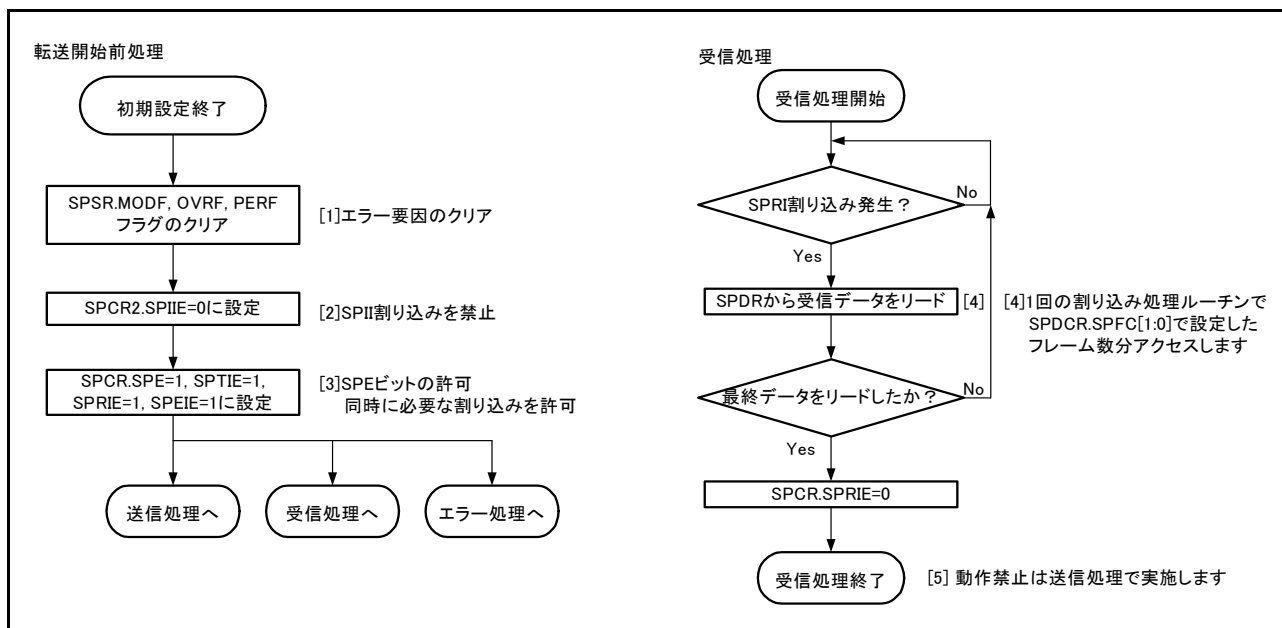 転送開始前処理
初期設定終了
SPSR.MODF, OVRF, PERF
フラグのクリア
[1]エラー要因のクリア
SPCR2.SPIIE=0に設定
[2]SPII割り込みを禁止
SPCR.SPE=1, SPTIE=1,
SPRIE=1, SPEIE=1に設定
[3]SPEビットの許可
同時に必要な割り込みを許可
送信処理へ
受信処理へ
エラー処理へ
受信処理
受信処理開始
SPRI割り込み発生？
No
Yes
SPDRから受信データをリード
[4]
[4]1回の割り込み処理ルーチンで
SPDCR.SPFC[1:0]で設定した
フレーム数分アクセスします
最終データをリードしたか？
No
Yes
SPCR.SPRIE=0
受信処理終了
[5] 動作禁止は送信処理で実施します